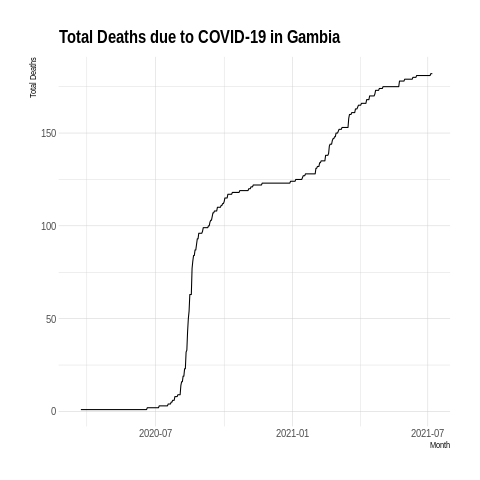 Total Deaths due to COVID-19 in Gambia
Total Deaths
150
100
50
0
2020-07
2021-01
2021-07
Month